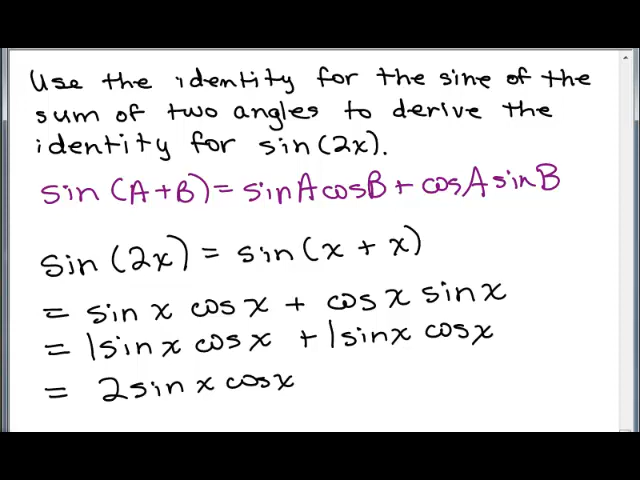 Use the identity for the sine of the
sum of two angles to derive the
identity for sin(2x).
sin(A+B)=sinAcosB+cosAsinB
sin(2x)=sin(x+x)
=sin x cos x + cos x sin x
=1sin x cos x +1sinx cosx
= 2sin x cosx